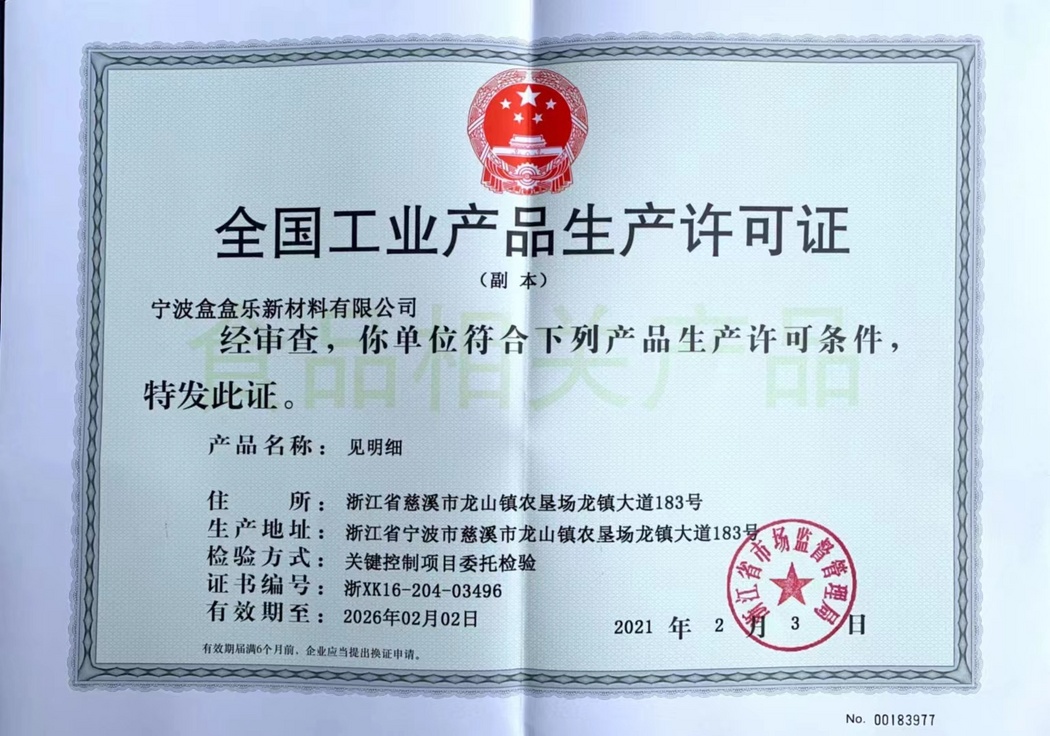 全国工业产品生产许可证
（副 本）
宁波盒盒乐新材料有限公司
食品相关产品
经审查，你单位符合下列产品生产许可条件，
特发此证。
产品名称： 见明细
住 所： 浙江省慈溪市龙山镇农垦场龙镇大道183号
生产地址： 浙江省宁波市慈溪市龙山镇农垦场龙镇大道183号
检验方式： 关键控制项目委托检验
证书编号： 浙XK16-204-03496
有效期至： 2026年02月02日
浙江省市场监督管理局
2021 年 2 月 3 日
有效期届满6个月前，企业应当提出换证申请。
No. 00183977